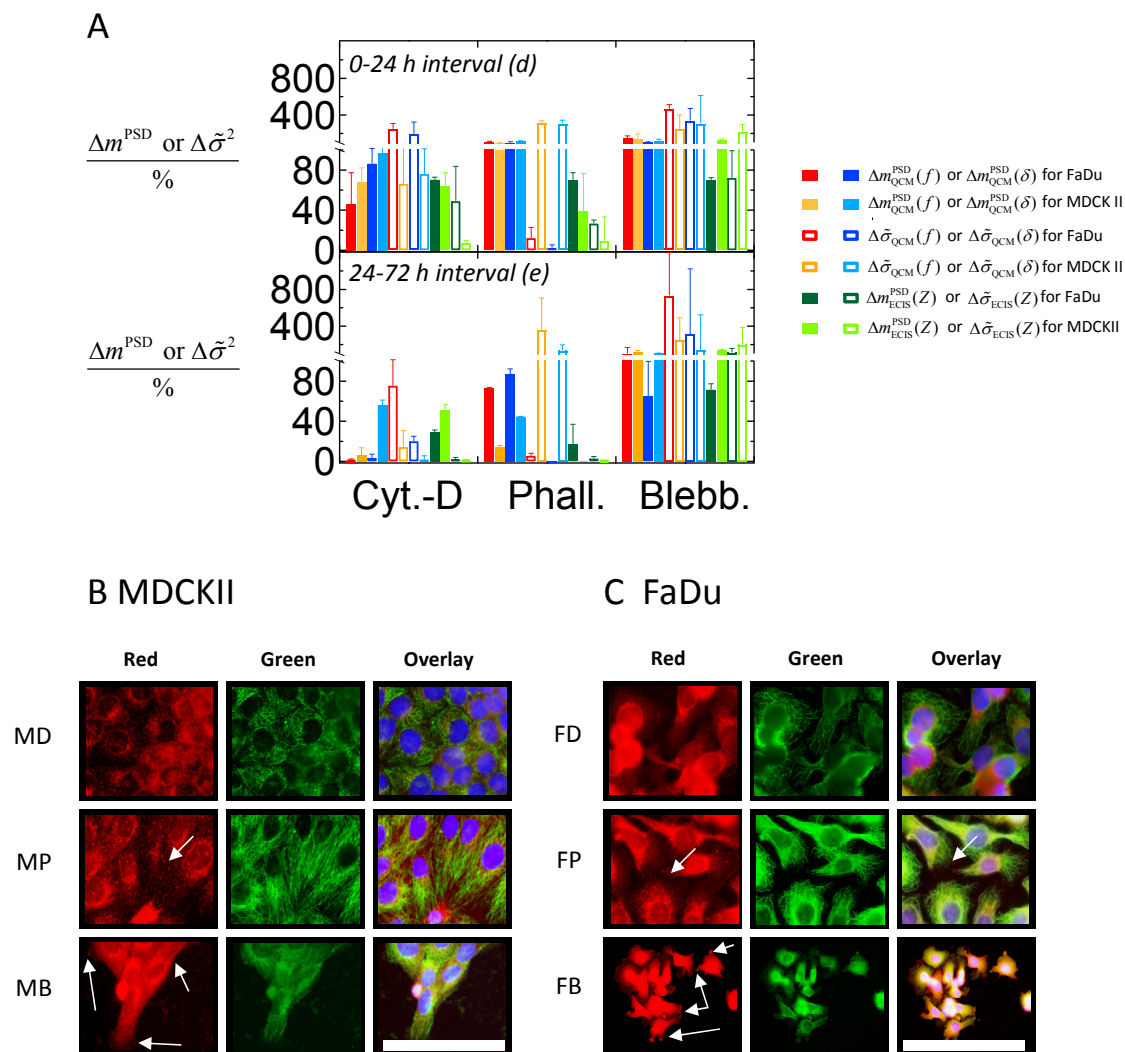 A
0-24 h interval (d)
800
400
80
40
0
Δm^PSD or Δσ̃²
%
24-72 h interval (e)
800
400
80
40
0
Δm^PSD or Δσ̃²
%
Cyt.-D Phall. Blebb.
Δm^PSD_QCM(f) or Δm^PSD_QCM(δ) for FaDu
Δm^PSD_QCM(f) or Δm^PSD_QCM(δ) for MDCK II
Δσ̃_QCM(f) or Δσ̃_QCM(δ) for FaDu
Δσ̃_QCM(f) or Δσ̃_QCM(δ) for MDCK II
Δm^PSD_ECIS(Z) or Δσ̃_ECIS(Z) for FaDu
Δm^PSD_ECIS(Z) or Δσ̃_ECIS(Z) for MDCKII
B MDCKII
Red Green Overlay
MD
MP
MB
C FaDu
Red Green Overlay
FD
FP
FB